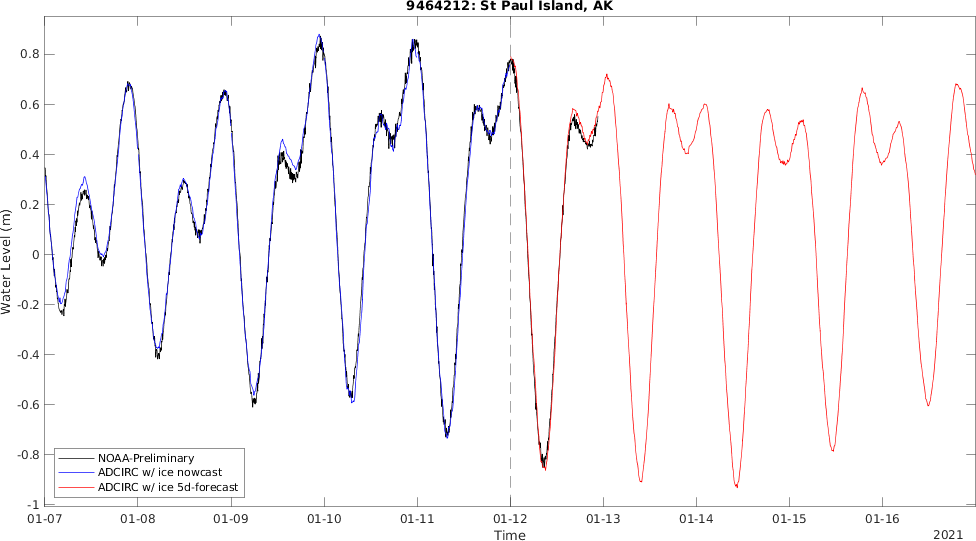 9464212: St Paul Island, AK
Water Level (m)
0.8
0.6
0.4
0.2
0
-0.2
-0.4
-0.6
-0.8
-1
NOAA-Preliminary
ADCIRC w/ ice nowcast
ADCIRC w/ ice 5d-forecast
01-07 01-08 01-09 01-10 01-11 01-12 01-13 01-14 01-15 01-16
Time
2021